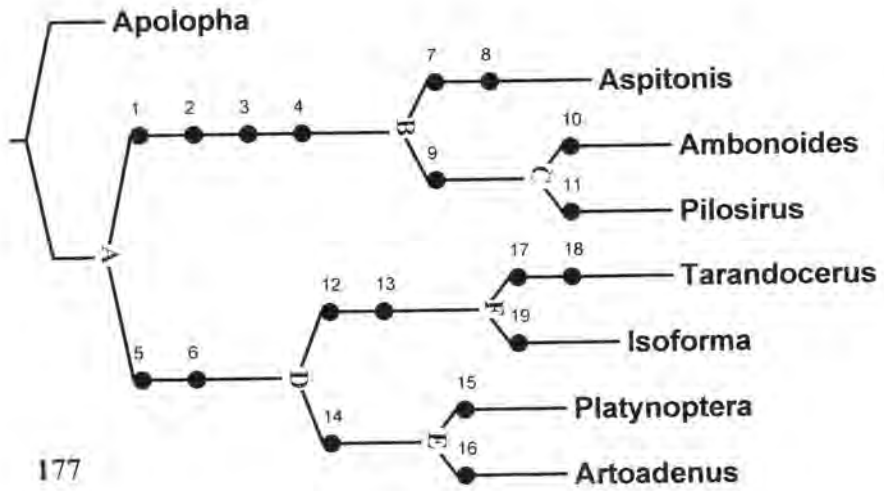 Apolopha
7 8
Aspitonis
1 2 3 4
B
10
Ambonoides
9
C
11
Pilosirus
A
17 18
Tarandocerus
12 13
F
19
Isoforma
5 6
D
15
Platynoptera
14
E
16
Artoadenus
177